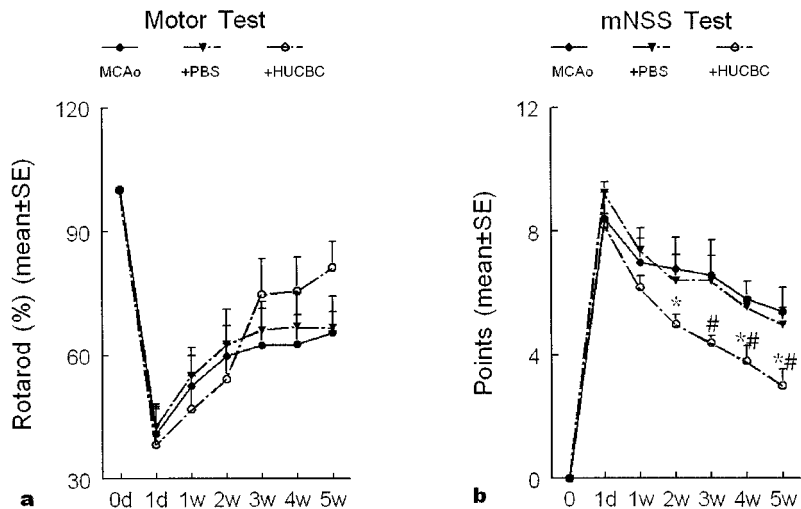 Motor Test
MCAo +PBS +HUCBC
Rotarod (%) (mean±SE)
120
90
60
30
0d 1d 1w 2w 3w 4w 5w
a
mNSS Test
MCAo +PBS +HUCBC
Points (mean±SE)
12
8
4
0
* # *# *#
0 1d 1w 2w 3w 4w 5w
b